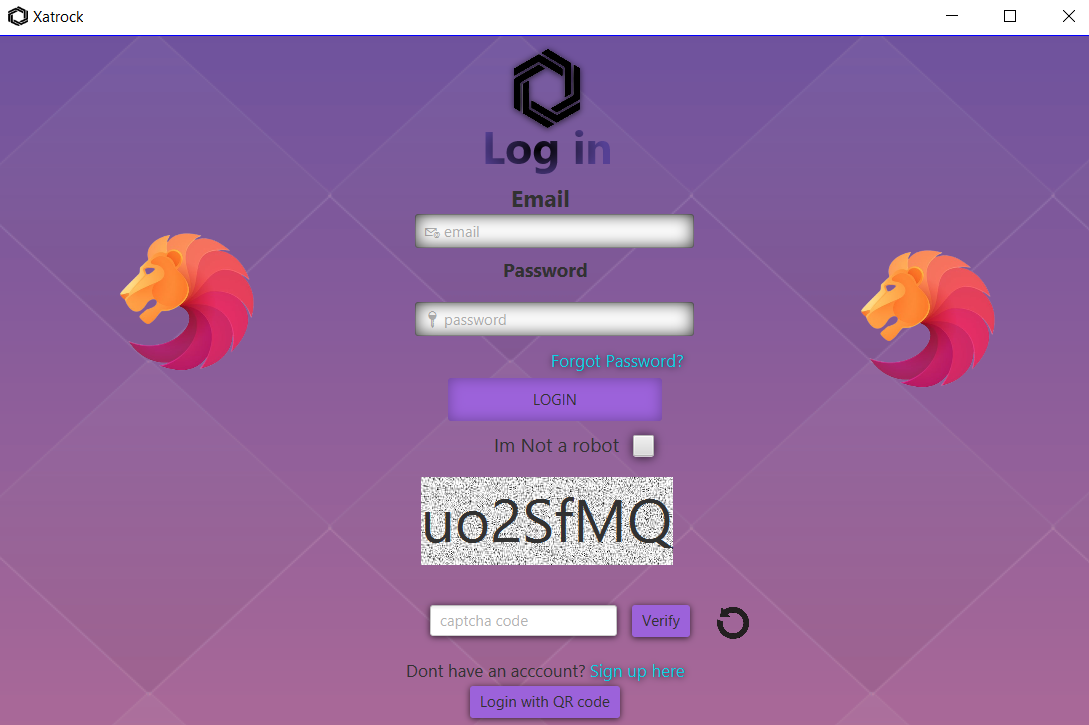 Xatrock
Log in
Email
email
Password
password
Forgot Password?
LOGIN
Im Not a robot
uo2SfMQ
captcha code
Verify
Dont have an acccount? Sign up here
Login with QR code